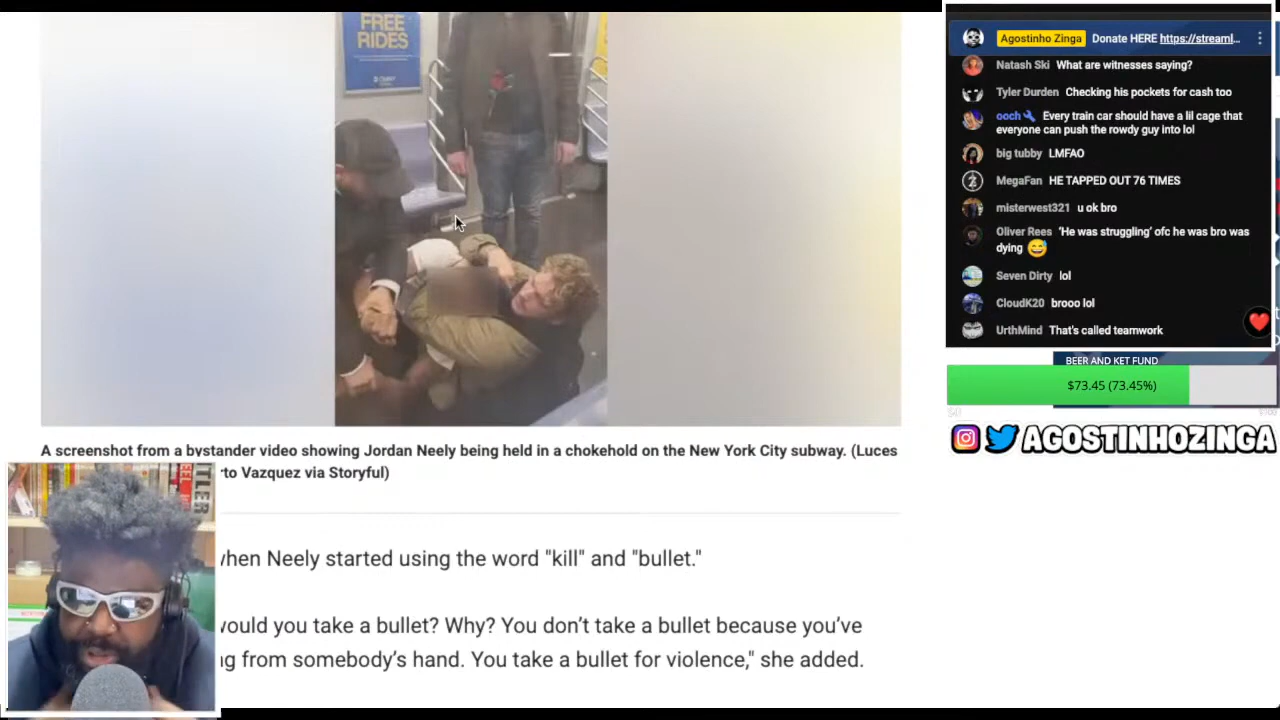 FREE
RIDES
A screenshot from a bystander video showing Jordan Neely being held in a chokehold on the New York City subway. (Luces
rto Vazquez via Storyful)
when Neely started using the word "kill" and "bullet."
would you take a bullet? Why? You don’t take a bullet because you’ve
g from somebody’s hand. You take a bullet for violence," she added.
Agostinho Zinga Donate HERE https://streaml...
Natash Ski What are witnesses saying?
Tyler Durden Checking his pockets for cash too
ooch Every train car should have a lil cage that
everyone can push the rowdy guy into lol
big tubby LMFAO
MegaFan HE TAPPED OUT 76 TIMES
misterwest321 u ok bro
Oliver Rees ‘He was struggling’ ofc he was bro was
dying
Seven Dirty lol
CloudK20 brooo lol
UrthMind That's called teamwork
BEER AND KET FUND
$73.45 (73.45%)
AGOSTINHOZINGA